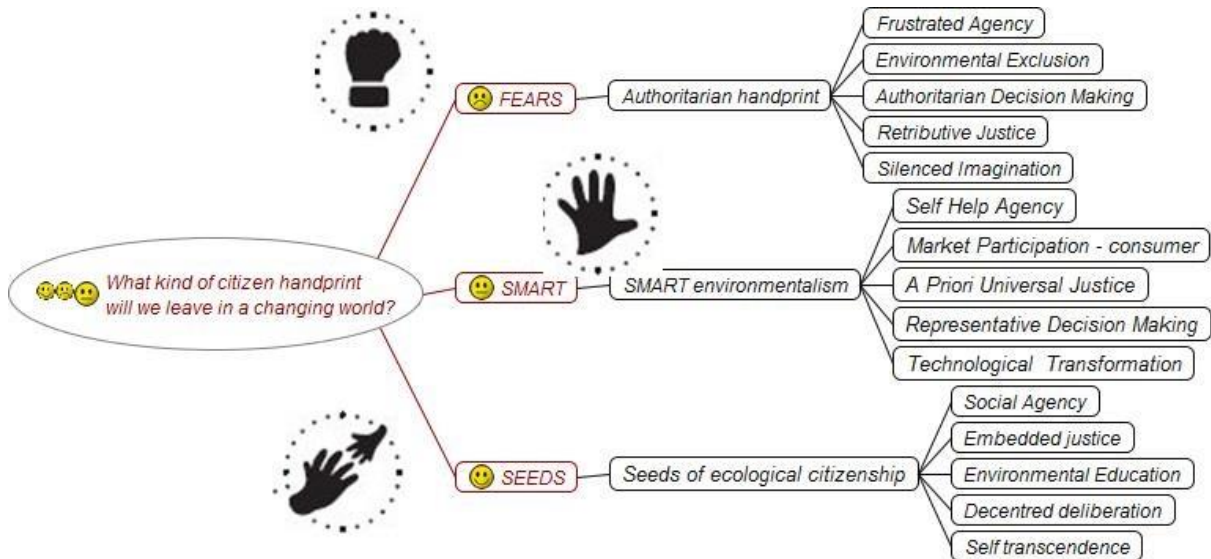 What kind of citizen handprint
will we leave in a changing world?
FEARS
Authoritarian handprint
Frustrated Agency
Environmental Exclusion
Authoritarian Decision Making
Retributive Justice
Silenced Imagination
SMART
SMART environmentalism
Self Help Agency
Market Participation - consumer
A Priori Universal Justice
Representative Decision Making
Technological Transformation
SEEDS
Seeds of ecological citizenship
Social Agency
Embedded justice
Environmental Education
Decentred deliberation
Self transcendence